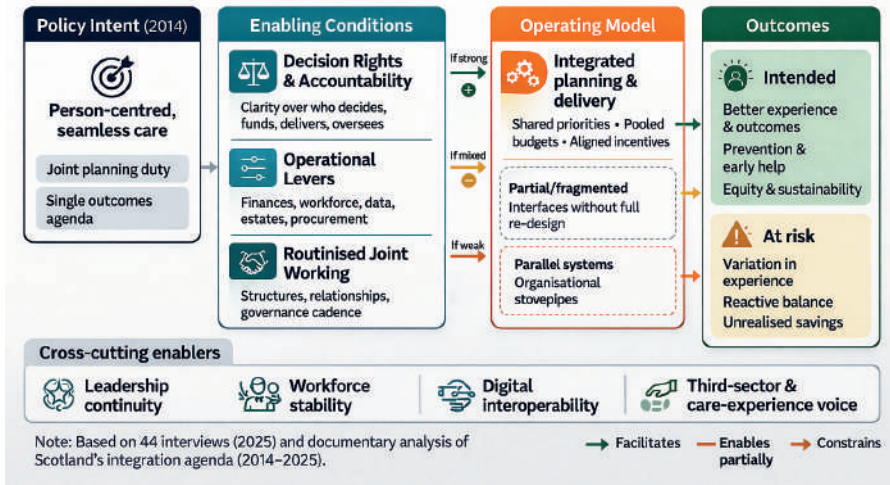 Policy Intent (2014)
Person-centred,
seamless care
Joint planning duty
Single outcomes
agenda
Enabling Conditions
Decision Rights
& Accountability
Clarity over who decides,
funds, delivers, oversees
Operational
Levers
Finances, workforce, data,
estates, procurement
Routinised Joint
Working
Structures, relationships,
governance cadence
If strong
+
If mixed
−
If weak
Operating Model
Integrated
planning &
delivery
Shared priorities • Pooled
budgets • Aligned incentives
Partial/fragmented
Interfaces without full
re-design
Parallel systems
Organisational
stovepipes
Outcomes
Intended
Better experience
& outcomes
Prevention &
early help
Equity & sustainability
At risk
Variation in
experience
Reactive balance
Unrealised savings
Cross-cutting enablers
Leadership
continuity
Workforce
stability
Digital
interoperability
Third-sector &
care-experience voice
Note: Based on 44 interviews (2025) and documentary analysis of
Scotland's integration agenda (2014–2025).
Facilitates
Enables
partially
Constrains